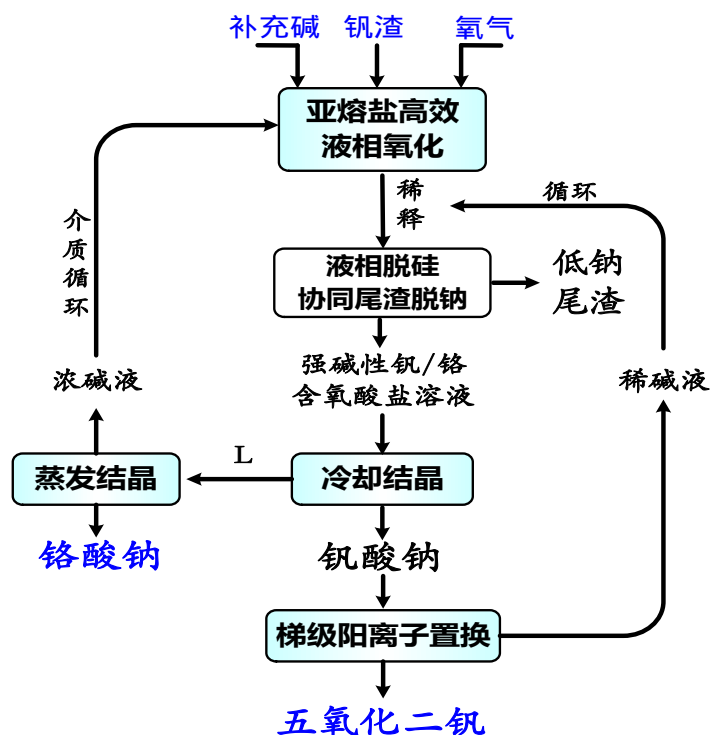 补充碱 钒渣 氧气
亚熔盐高效
液相氧化
稀
释
循环
介
质
循
环
液相脱硅
协同尾渣脱钠
低钠
尾渣
强碱性钒/铬
含氧酸盐溶液
浓碱液
稀碱液
L
蒸发结晶
冷却结晶
铬酸钠
钒酸钠
梯级阳离子置换
五氧化二钒